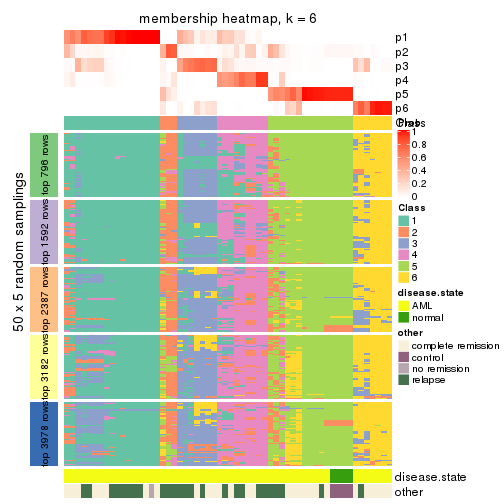 membership heatmap, k = 6
p1
p2
p3
p4
p5
p6
Class
Prob
1
0.8
0.6
0.4
0.2
0
Class
1
2
3
4
5
6
disease.state
AML
normal
other
complete remission
control
no remission
relapse
50 x 5 random samplings
top 796 rows
top 1592 rows
top 2387 rows
top 3182 rows
top 3978 rows
disease.state
other